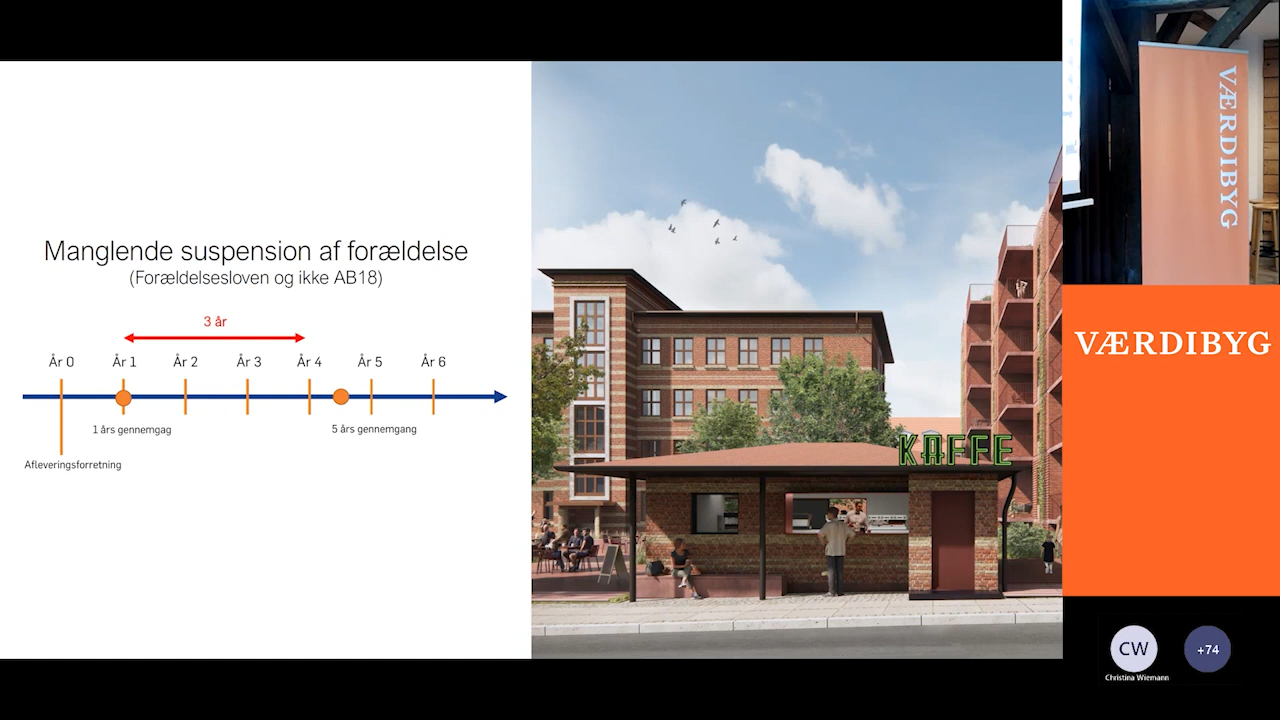 Manglende suspension af forældelse
(Forældelsesloven og ikke AB18)
3 år
År 0
År 1
År 2
År 3
År 4
År 5
År 6
1 års gennemgag
5 års gennemgang
Afleveringsforretning
KAFFE
VÆRDIBYG
VÆRDIBYG
CW
+74
Christina Wiemann